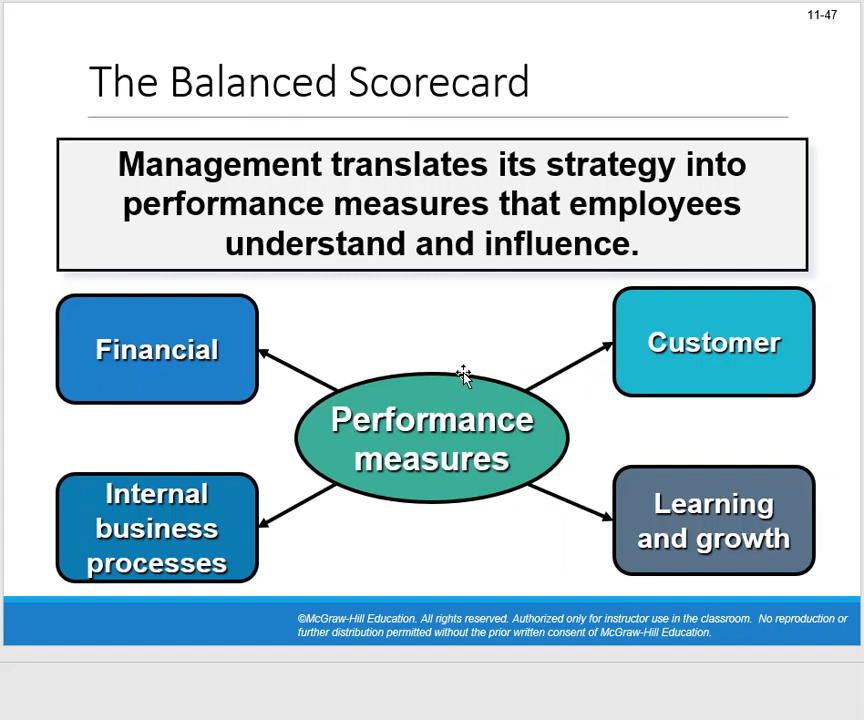 11-47
The Balanced Scorecard
Management translates its strategy into
performance measures that employees
understand and influence.
Financial
Customer
Performance
measures
Internal
business
processes
Learning
and growth
©McGraw-Hill Education. All rights reserved. Authorized only for instructor use in the classroom. No reproduction or
further distribution permitted without the prior written consent of McGraw-Hill Education.